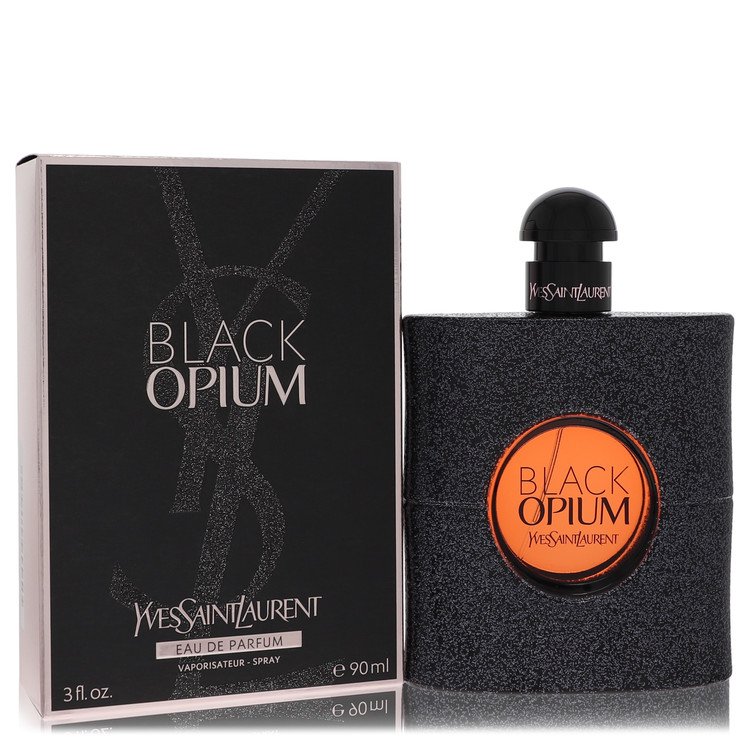 BLACK
OPIUM
YVESSAINTLAURENT
EAU DE PARFUM
VAPORISATEUR - SPRAY
3 fl. oz.
e 90ml
YVESSAINTLAURENT
BLACK
OPIUM
YVESSAINTLAURENT